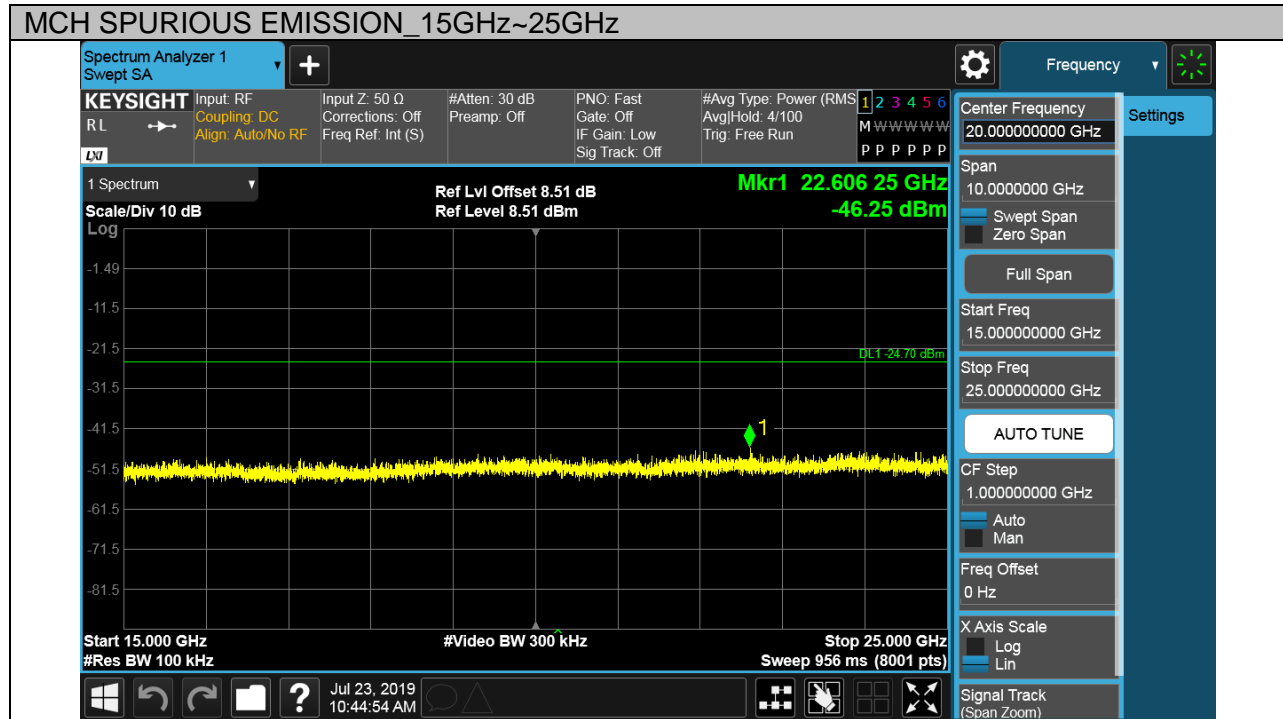 MCH SPURIOUS EMISSION_15GHz~25GHz
Spectrum Analyzer 1
Swept SA
Frequency
KEYSIGHT
RL
LXI
Input: RF
Coupling: DC
Align: Auto/No RF
Input Z: 50 Ω
Corrections: Off
Freq Ref: Int (S)
#Atten: 30 dB
Preamp: Off
PNO: Fast
Gate: Off
IF Gain: Low
Sig Track: Off
#Avg Type: Power (RMS
Avg|Hold: 4/100
Trig: Free Run
1 2 3 4 5 6
M W W W W W
P P P P P P
1 Spectrum
Scale/Div 10 dB
Log
Ref Lvl Offset 8.51 dB
Ref Level 8.51 dBm
Mkr1 22.606 25 GHz
-46.25 dBm
-1.49
-11.5
-21.5
DL1 -24.70 dBm
-31.5
-41.5
1
-51.5
-61.5
-71.5
-81.5
Start 15.000 GHz
#Video BW 300 kHz
Stop 25.000 GHz
#Res BW 100 kHz
Sweep 956 ms (8001 pts)
?
Jul 23, 2019
10:44:54 AM
Center Frequency
20.000000000 GHz
Settings
Span
10.0000000 GHz
Swept Span
Zero Span
Full Span
Start Freq
15.000000000 GHz
Stop Freq
25.000000000 GHz
AUTO TUNE
CF Step
1.000000000 GHz
Auto
Man
Freq Offset
0 Hz
X Axis Scale
Log
Lin
Signal Track
(Span Zoom)